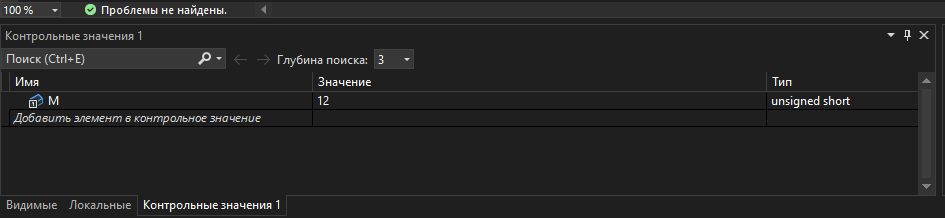 100 % Проблемы не найдены.
Контрольные значения 1
Поиск (Ctrl+E) Глубина поиска: 3
Имя Значение Тип
M 12 unsigned short
Добавить элемент в контрольное значение
Видимые Локальные Контрольные значения 1